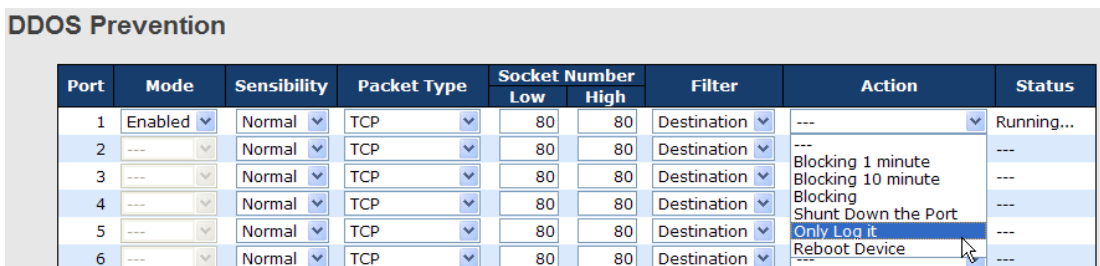 DDOS Prevention
Port Mode Sensibility Packet Type Socket Number Filter Action Status
Low High
1 Enabled Normal TCP 80 80 Destination --- Running...
2 --- Normal TCP 80 80 Destination ---
3 --- Normal TCP 80 80 Destination ---
4 --- Normal TCP 80 80 Destination ---
5 --- Normal TCP 80 80 Destination ---
6 --- Normal TCP 80 80 Destination --- ---
---
Blocking 1 minute
Blocking 10 minute
Blocking
Shunt Down the Port
Only Log it
Reboot Device